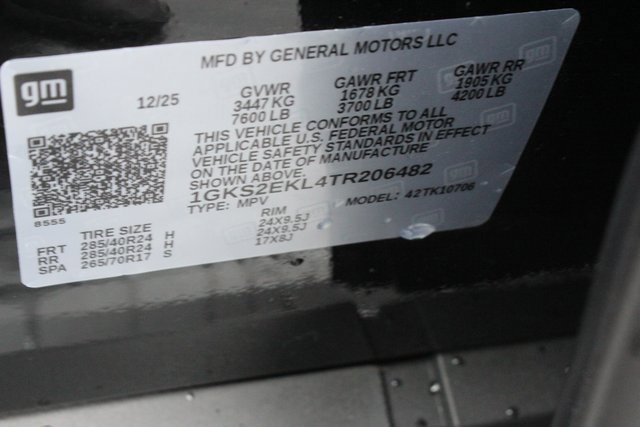 gm
MFD BY GENERAL MOTORS LLC
12/25
GVWR GAWR FRT GAWR RR
3447 KG 1678 KG 1905 KG
7600 LB 3700 LB 4200 LB
THIS VEHICLE CONFORMS TO ALL
APPLICABLE U.S. FEDERAL MOTOR
VEHICLE SAFETY STANDARDS IN EFFECT
ON THE DATE OF MANUFACTURE
SHOWN ABOVE.
1GKS2EKL4TR206482
TYPE: MPV MODEL: 42TK10706
8555
TIRE SIZE RIM
FRT 285/40R24 H 24X9.5J
RR 285/40R24 H 24X9.5J
SPA 265/70R17 S 17X8J